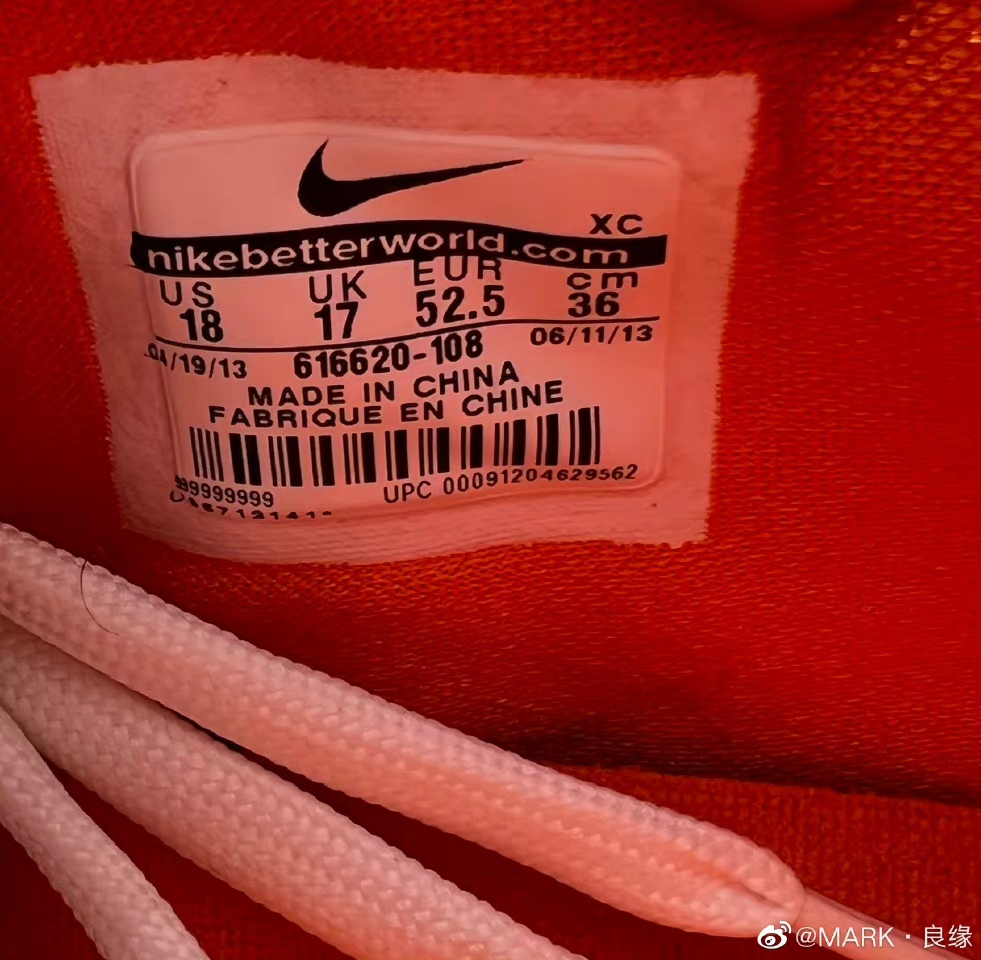 XC
nikebetterworld.com
US UK EUR cm
18 17 52.5 36
04/19/13 616620-108 06/11/13
MADE IN CHINA
FABRIQUE EN CHINE
99999999 UPC 00091204629562
@MARK · 良缘